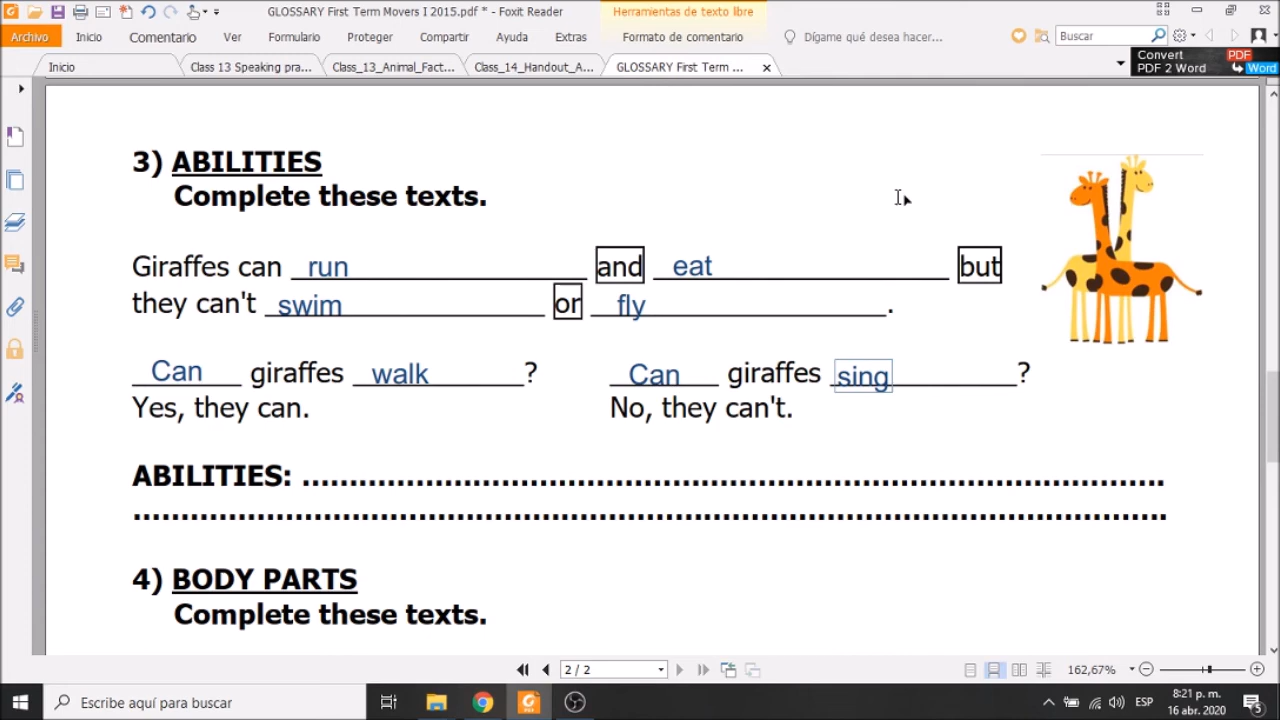 GLOSSARY First Term Movers I 2015.pdf * - Foxit Reader
Herramientas de texto libre
Archivo Inicio Comentario Ver Formulario Proteger Compartir Ayuda Extras Formato de comentario Dígame qué desea hacer... Buscar
Inicio Class 13 Speaking pra... Class_13_Animal_Fact... Class_14_Handout_A... GLOSSARY First Term ...
Convert PDF
PDF 2 Word Word
3) ABILITIES
Complete these texts.
Giraffes can run and eat but
they can't swim or fly .
Can giraffes walk ? Can giraffes sing ?
Yes, they can. No, they can't.
ABILITIES: ..........................................................................................
............................................................................................................
4) BODY PARTS
Complete these texts.
2 / 2 162,67%
Escribe aquí para buscar
ESP
8:21 p. m.
16 abr. 2020
5